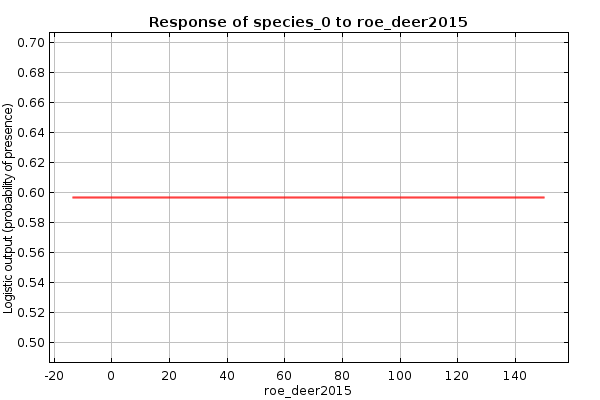 Response of species_0 to roe_deer2015
Logistic output (probability of presence)
0.70
0.68
0.66
0.64
0.62
0.60
0.58
0.56
0.54
0.52
0.50
-20 0 20 40 60 80 100 120 140
roe_deer2015